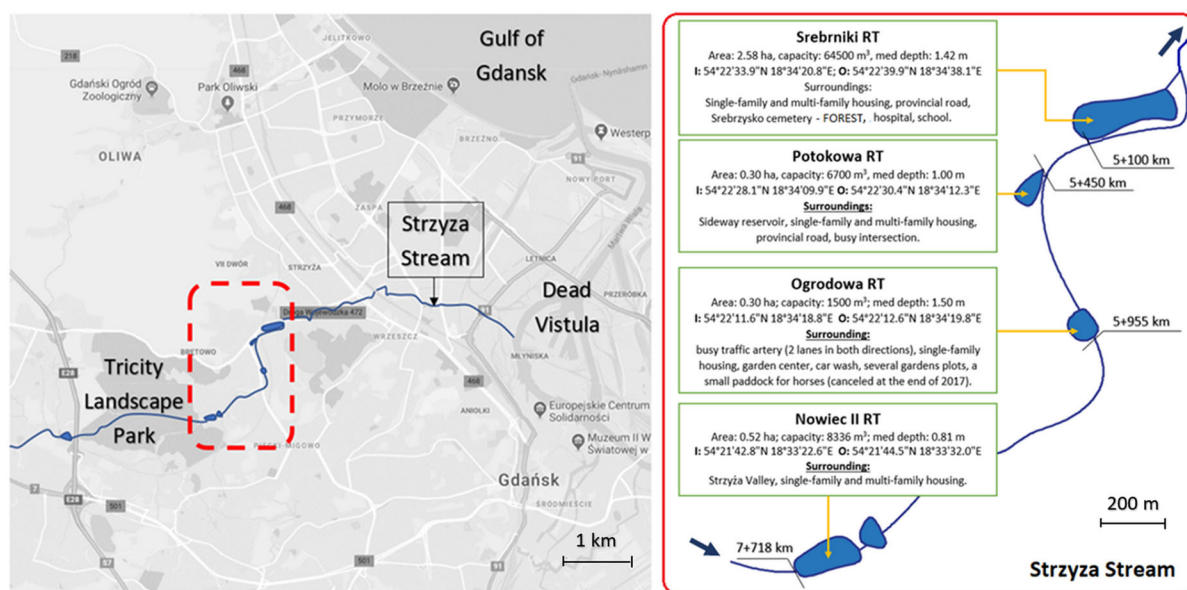 Gulf of
Gdansk
JELITKOWO
218
468
Gdański Ogród
Zoologiczny
Park Oliwski
Molo w Brzeźnie
PRZYMORZE
BRZEŹNO
Westerp
OLIWA
91
NOWY PORT
ZASPA
468
Strzyza
Stream
LETNICA
VII DWÓR
STRZYŻA
Dead
Vistula
PRZERÓBKA
91
Droga Wojewódzka 472
WRZESZCZ
MŁYNISKA
BRĘTOWO
E28
Tricity
Landscape
Park
ANIOŁKI
Europejskie Centrum
Solidarności
Muzeum II W
Światowej w
PIECKI-MIGOWO
468
Gdańsk
7
E28
501
ŚRÓDMIEŚCIE
1 km
S7
501
91
Srebrniki RT
Area: 2.58 ha, capacity: 64500 m³, med depth: 1.42 m
I: 54°22'33.9"N 18°34'20.8"E; O: 54°22'39.9"N 18°34'38.1"E
Surroundings:
Single-family and multi-family housing, provincial road,
Srebrzysko cemetery - FOREST, hospital, school.
5+100 km
Potokowa RT
Area: 0.30 ha, capacity: 6700 m³, med depth: 1.00 m
I: 54°22'28.1"N 18°34'09.9"E O: 54°22'30.4"N 18°34'12.3"E
Surroundings:
Sideway reservoir, single-family and multi-family housing,
provincial road, busy intersection.
5+450 km
Ogrodowa RT
Area: 0.30 ha; capacity: 1500 m³; med depth: 1.50 m
I: 54°22'11.6"N 18°34'18.8"E O: 54°22'12.6"N 18°34'19.8"E
Surrounding:
busy traffic artery (2 lanes in both directions), single-family
housing, garden center, car wash, several gardens plots, a
small paddock for horses (canceled at the end of 2017).
5+955 km
Nowiec II RT
Area: 0.52 ha; capacity: 8336 m³; med depth: 0.81 m
I: 54°21'42.8"N 18°33'22.6"E O: 54°21'44.5"N 18°33'32.0"E
Surrounding:
Strzyża Valley, single-family and multi-family housing.
7+718 km
200 m
Strzyza Stream